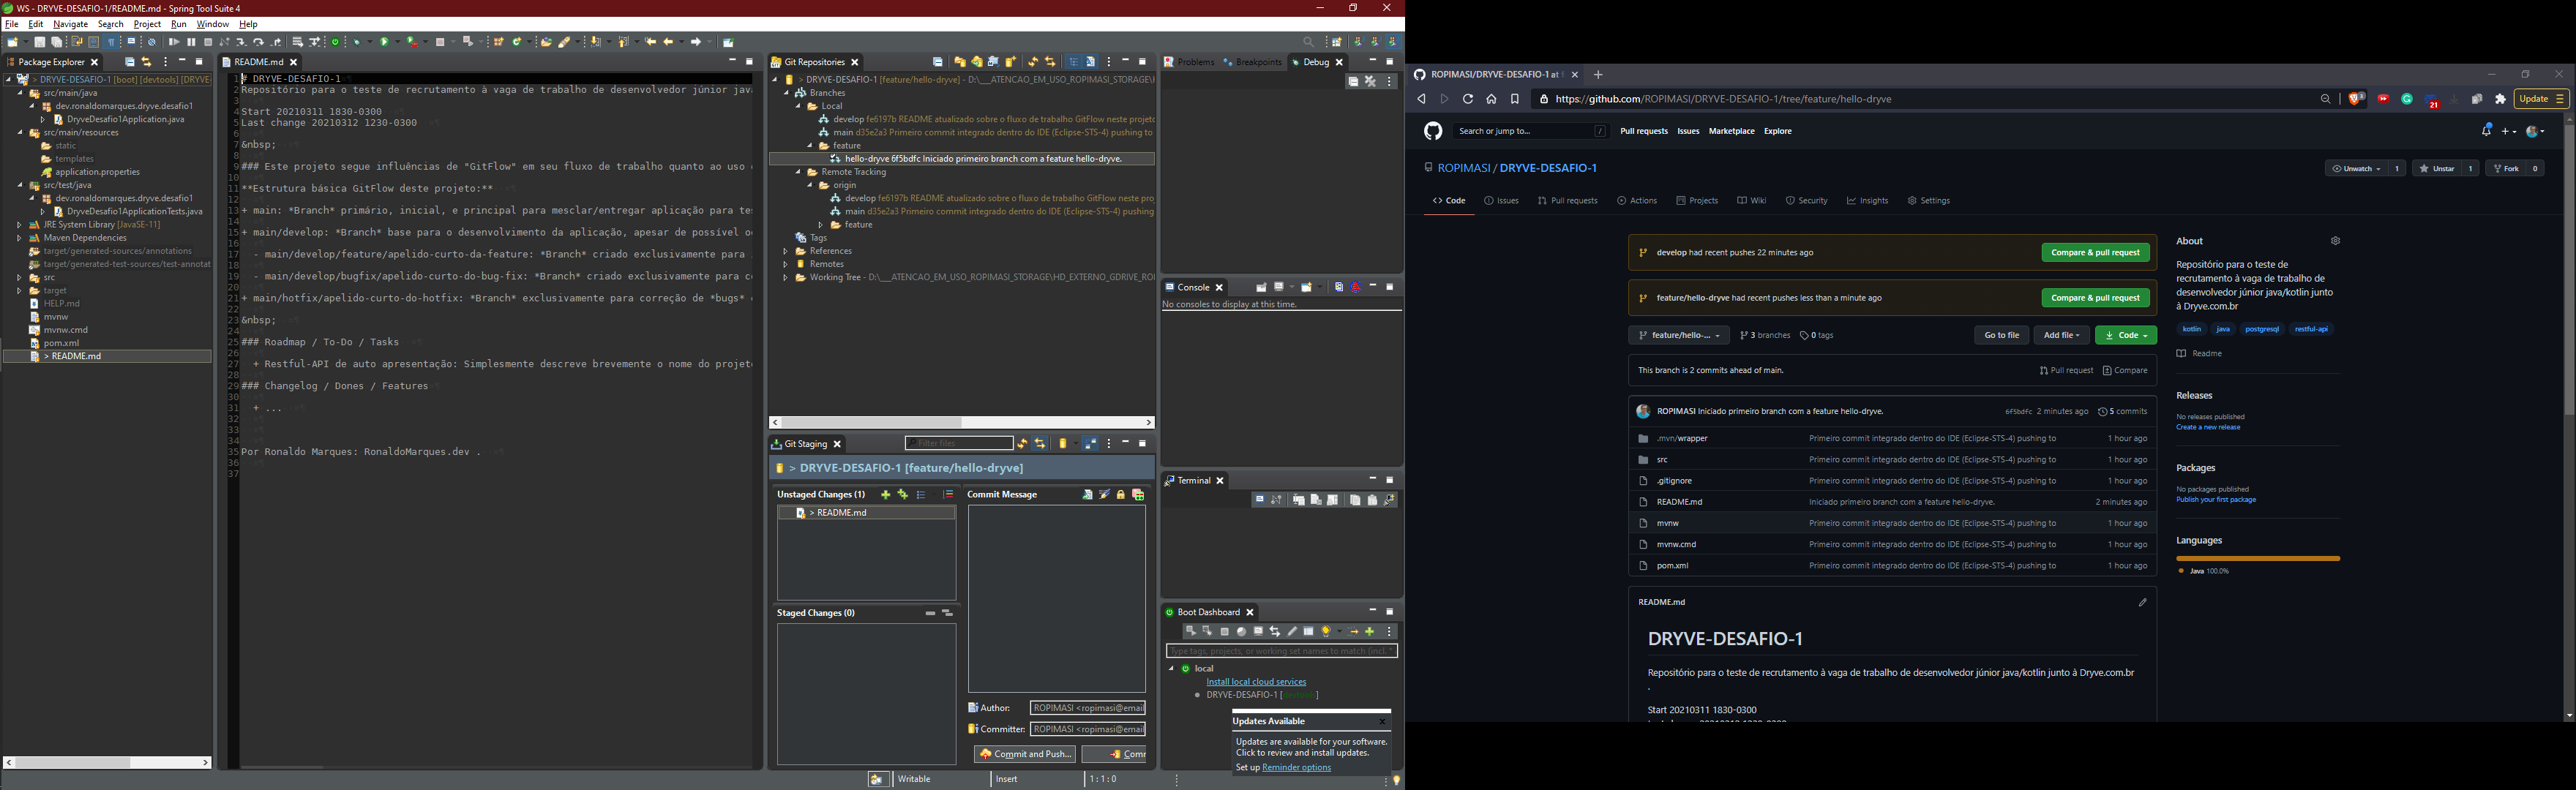 WS - DRYVE-DESAFIO-1/README.md - Spring Tool Suite 4
File Edit Navigate Search Project Run Window Help
Package Explorer
> DRYVE-DESAFIO-1 [boot] [devtools] [DRYVE-
src/main/java
dev.ronaldomarques.dryve.desafio1
DryveDesafio1Application.java
src/main/resources
static
templates
application.properties
src/test/java
dev.ronaldomarques.dryve.desafio1
DryveDesafio1ApplicationTests.java
JRE System Library [JavaSE-11]
Maven Dependencies
target/generated-sources/annotations
target/generated-test-sources/test-annotat
src
target
HELP.md
mvnw
mvnw.cmd
pom.xml
> README.md
README.md
1 # DRYVE-DESAFIO-1
2 Repositório para o teste de recrutamento à vaga de trabalho de desenvolvedor júnior jav
3
4 Start 20210311 1830-0300
5 Last change 20210312 1230-0300
6
7 &nbsp;
8
9 ### Este projeto segue influências de "GitFlow" em seu fluxo de trabalho quanto ao uso
10
11 **Estrutura básica GitFlow deste projeto:**
12
13 + main: *Branch* primário, inicial, e principal para mesclar/entregar aplicação para tes
14
15 + main/develop: *Branch* base para o desenvolvimento da aplicação, apesar de possível o
16
17 - main/develop/feature/apelido-curto-da-feature: *Branch* criado exclusivamente para
18
19 - main/develop/bugfix/apelido-curto-do-bug-fix: *Branch* criado exclusivamente para c
20
21 + main/hotfix/apelido-curto-do-hotfix: *Branch* exclusivamente para correção de *bugs*
22
23 &nbsp;
24
25 ### Roadmap / To-Do / Tasks
26
27 + Restful-API de auto apresentação: Simplesmente descreve brevemente o nome do projet
28
29 ### Changelog / Dones / Features
30
31 + ...
32
33
34
35 Por Ronaldo Marques: RonaldoMarques.dev .
36
37
Git Repositories
> DRYVE-DESAFIO-1 [feature/hello-dryve] - D:\___ATENCAO_EM_USO_ROPIMASI_STORAGE\H
Branches
Local
develop fe6197b README atualizado sobre o fluxo de trabalho GitFlow neste projeto
main d35e2a3 Primeiro commit integrado dentro do IDE (Eclipse-STS-4) pushing to
feature
hello-dryve 6f5bdfc Iniciado primeiro branch com a feature hello-dryve.
Remote Tracking
origin
develop fe6197b README atualizado sobre o fluxo de trabalho GitFlow neste proj
main d35e2a3 Primeiro commit integrado dentro do IDE (Eclipse-STS-4) pushing
feature
Tags
References
Remotes
Working Tree - D:\___ATENCAO_EM_USO_ROPIMASI_STORAGE\HD_EXTERNO_GDRIVE_RO
Git Staging
Filter files
> DRYVE-DESAFIO-1 [feature/hello-dryve]
Unstaged Changes (1)
> README.md
Staged Changes (0)
Commit Message
Author: ROPIMASI <ropimasi@email
Committer: ROPIMASI <ropimasi@email
Commit and Push... Comm
Problems Breakpoints Debug
Console
No consoles to display at this time.
Terminal
Boot Dashboard
Type tags, projects, or working set names to match (incl. *
local
Install local cloud services
DRYVE-DESAFIO-1 [devtools]
Updates Available
Updates are available for your software.
Click to review and install updates.
Set up Reminder options
Writable Insert 1 : 1 : 0
ROPIMASI/DRYVE-DESAFIO-1 at
https://github.com/ROPIMASI/DRYVE-DESAFIO-1/tree/feature/hello-dryve
21
Update
Search or jump to... /
Pull requests Issues Marketplace Explore
ROPIMASI / DRYVE-DESAFIO-1
Unwatch 1 Unstar 1 Fork 0
Code Issues Pull requests Actions Projects Wiki Security Insights Settings
develop had recent pushes 22 minutes ago
Compare & pull request
feature/hello-dryve had recent pushes less than a minute ago
Compare & pull request
feature/hello-... 3 branches 0 tags
Go to file Add file Code
This branch is 2 commits ahead of main.
Pull request Compare
ROPIMASI Iniciado primeiro branch com a feature hello-dryve. 6f5bdfc 2 minutes ago 5 commits
.mvn/wrapper Primeiro commit integrado dentro do IDE (Eclipse-STS-4) pushing to 1 hour ago
src Primeiro commit integrado dentro do IDE (Eclipse-STS-4) pushing to 1 hour ago
.gitignore Primeiro commit integrado dentro do IDE (Eclipse-STS-4) pushing to 1 hour ago
README.md Iniciado primeiro branch com a feature hello-dryve. 2 minutes ago
mvnw Primeiro commit integrado dentro do IDE (Eclipse-STS-4) pushing to 1 hour ago
mvnw.cmd Primeiro commit integrado dentro do IDE (Eclipse-STS-4) pushing to 1 hour ago
pom.xml Primeiro commit integrado dentro do IDE (Eclipse-STS-4) pushing to 1 hour ago
README.md
DRYVE-DESAFIO-1
Repositório para o teste de recrutamento à vaga de trabalho de desenvolvedor júnior java/kotlin junto à Dryve.com.br
.
Start 20210311 1830-0300
About
Repositório para o teste de
recrutamento à vaga de trabalho de
desenvolvedor júnior java/kotlin junto
à Dryve.com.br
kotlin java postgresql restful-api
Readme
Releases
No releases published
Create a new release
Packages
No packages published
Publish your first package
Languages
Java 100.0%